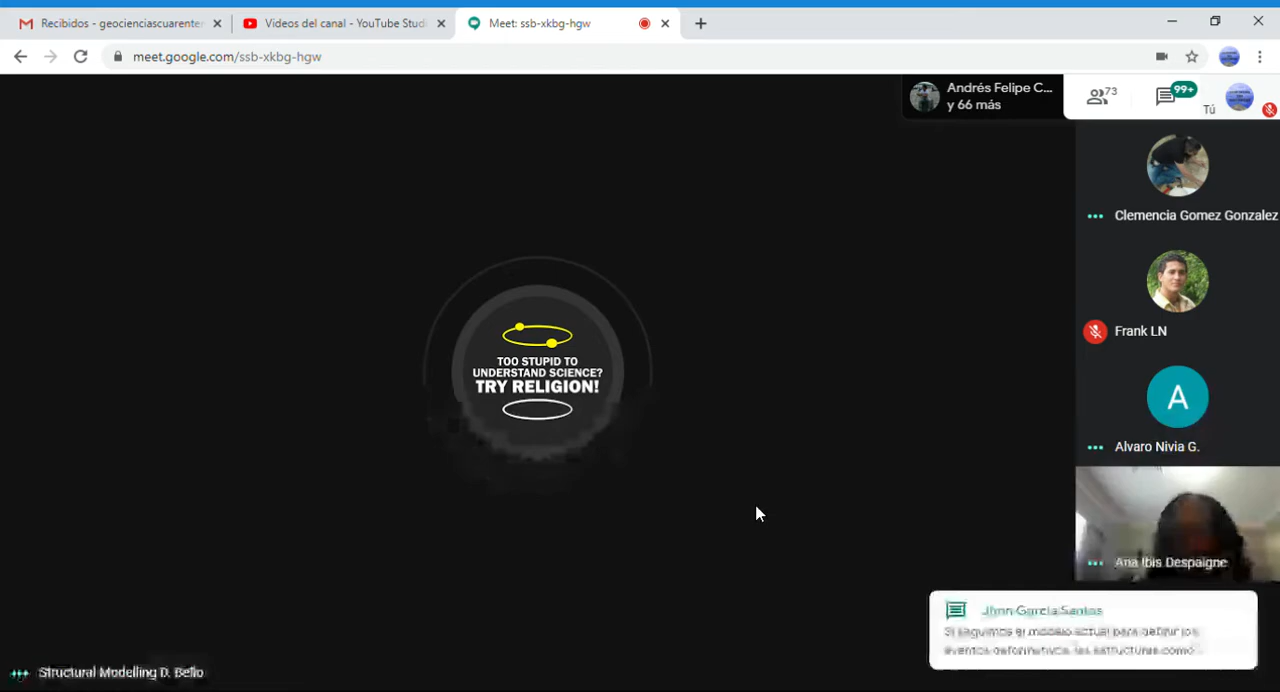 Recibidos - geocienciascuarenten
Videos del canal - YouTube Studi
Meet: ssb-xkbg-hgw
meet.google.com/ssb-xkbg-hgw
Andrés Felipe C...
y 66 más
73
99+
Tú
Clemencia Gomez Gonzalez
Frank LN
A
Alvaro Nivia G.
Ana Ibis Despaigne
TOO STUPID TO
UNDERSTAND SCIENCE?
TRY RELIGION!
Jhon Garcia Santos
Si seguimos el modelo actual para definir los
eventos deformativos, las estructuras como
Structural Modelling D. Bello